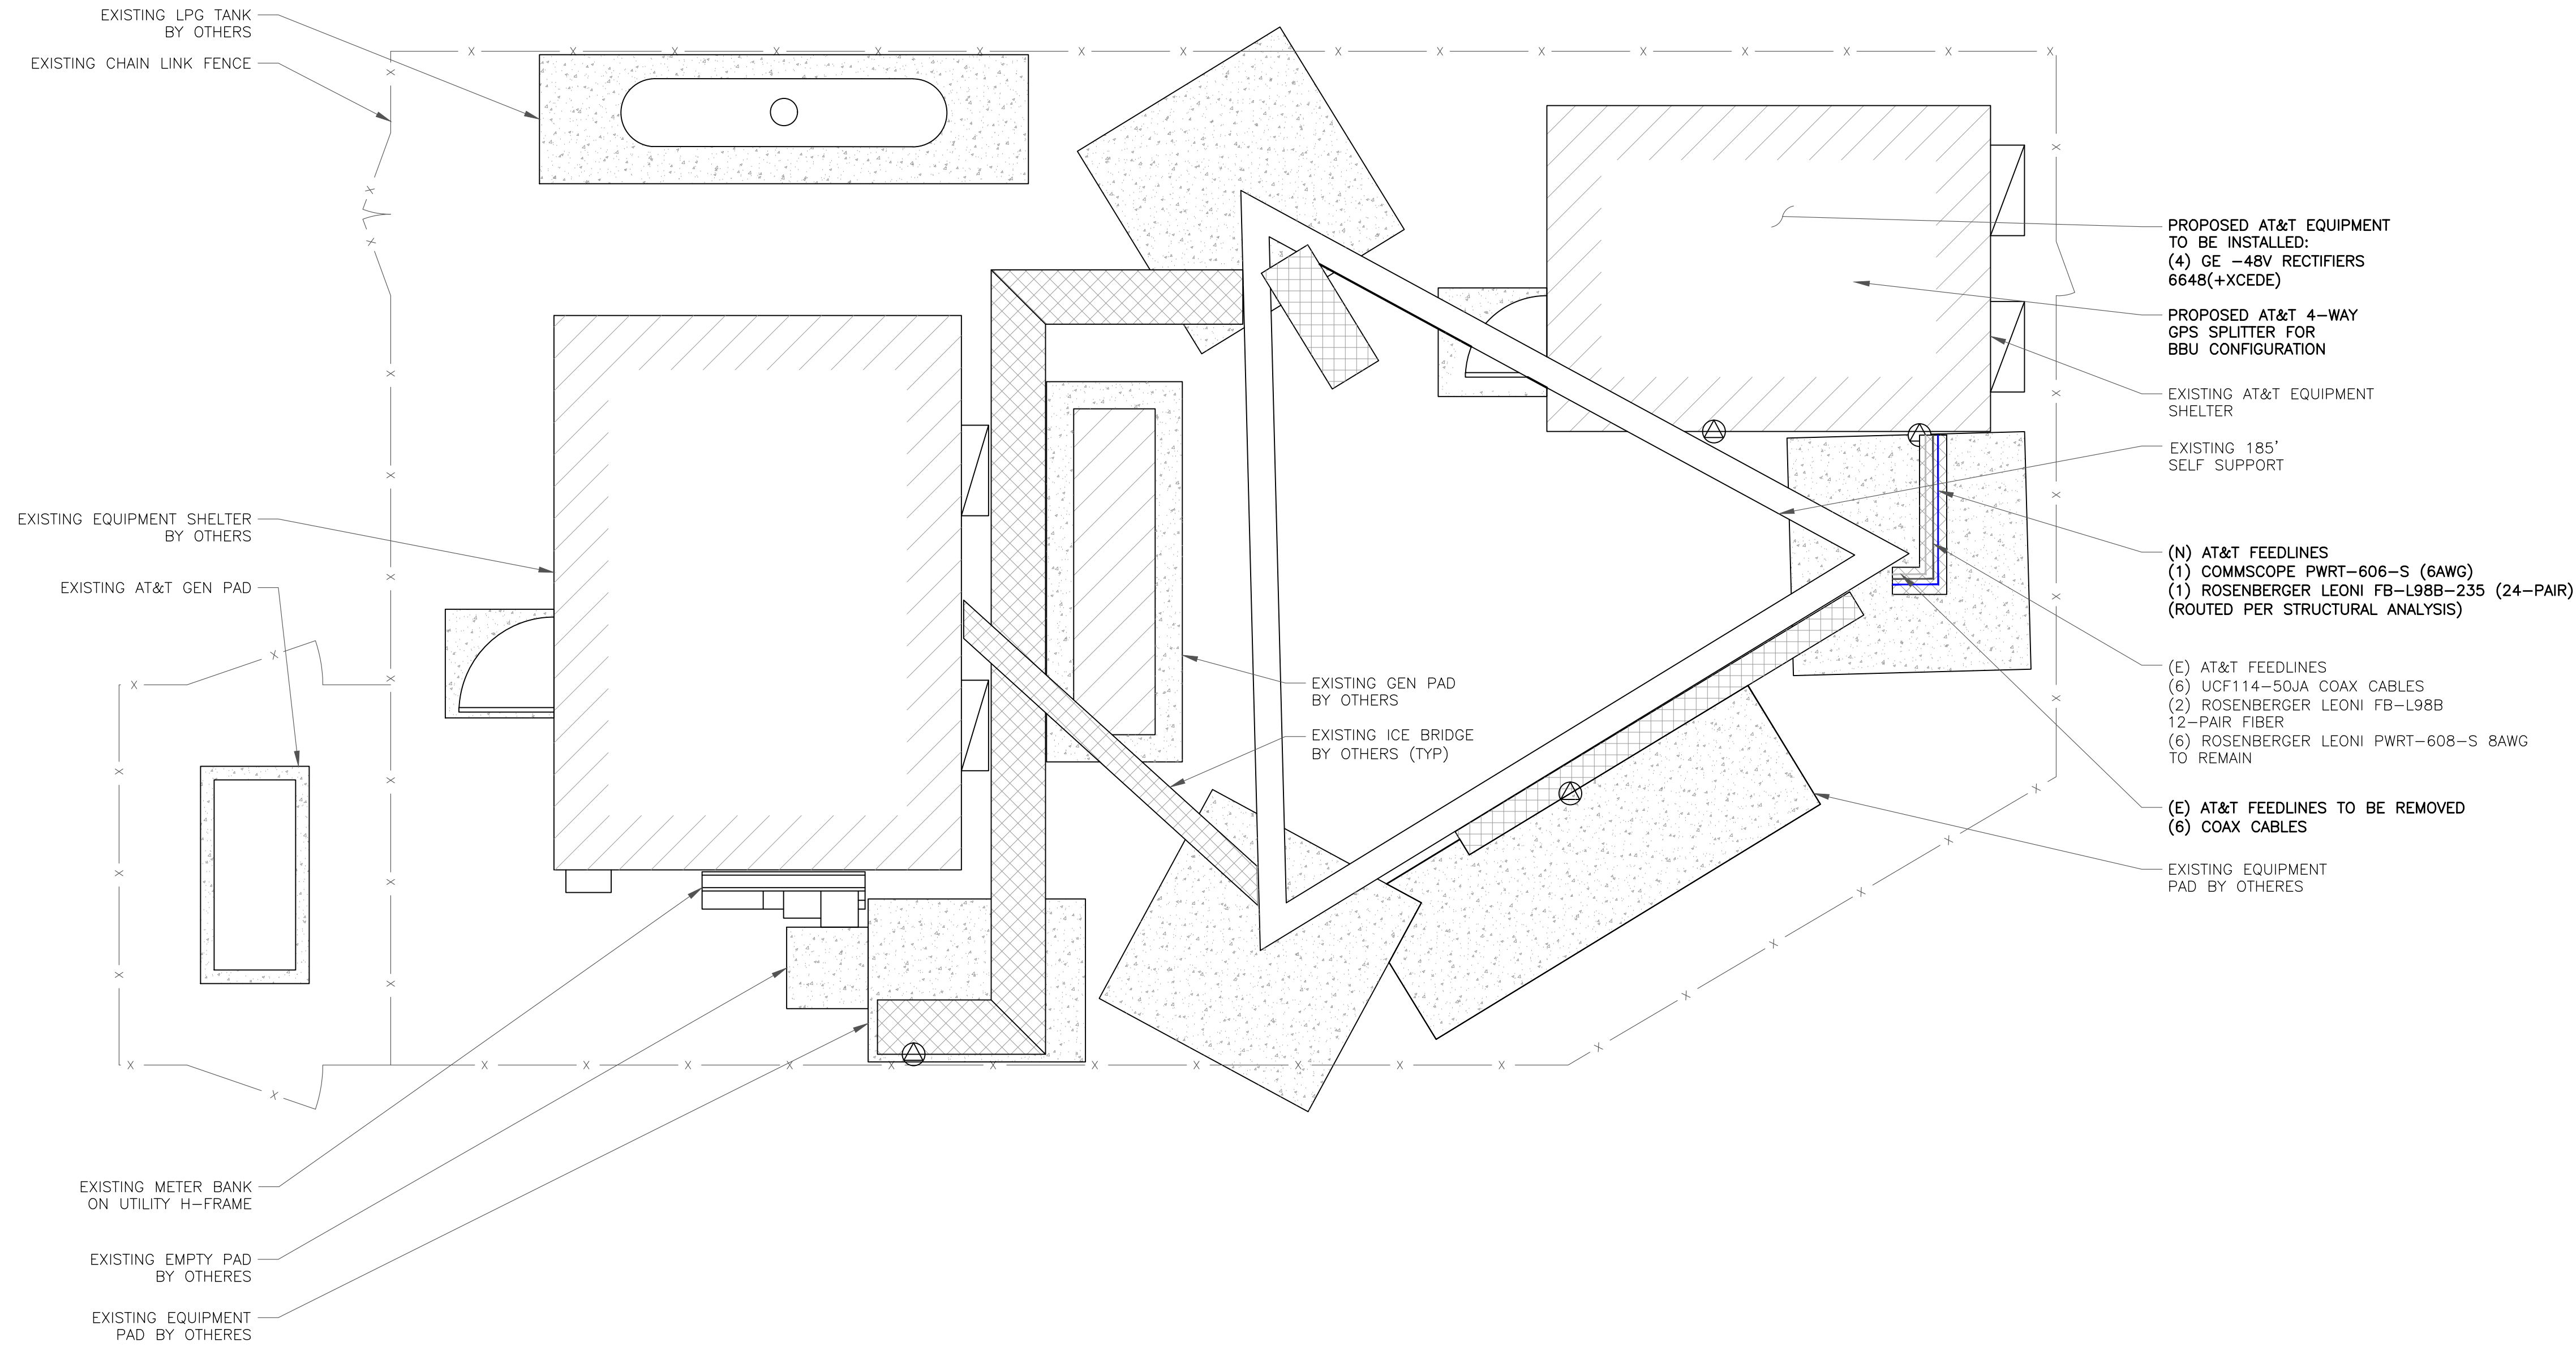 EXISTING LPG TANK
BY OTHERS
EXISTING CHAIN LINK FENCE
EXISTING EQUIPMENT SHELTER
BY OTHERS
EXISTING AT&T GEN PAD
EXISTING METER BANK
ON UTILITY H-FRAME
EXISTING EMPTY PAD
BY OTHERES
EXISTING EQUIPMENT
PAD BY OTHERES
EXISTING GEN PAD
BY OTHERS
EXISTING ICE BRIDGE
BY OTHERS (TYP)
PROPOSED AT&T EQUIPMENT
TO BE INSTALLED:
(4) GE -48V RECTIFIERS
6648(+XCEDE)
PROPOSED AT&T 4-WAY
GPS SPLITTER FOR
BBU CONFIGURATION
EXISTING AT&T EQUIPMENT
SHELTER
EXISTING 185'
SELF SUPPORT
(N) AT&T FEEDLINES
(1) COMMSCOPE PWRT-606-S (6AWG)
(1) ROSENBERGER LEONI FB-L98B-235 (24-PAIR)
(ROUTED PER STRUCTURAL ANALYSIS)
(E) AT&T FEEDLINES
(6) UCF114-50JA COAX CABLES
(2) ROSENBERGER LEONI FB-L98B
12-PAIR FIBER
(6) ROSENBERGER LEONI PWRT-608-S 8AWG
TO REMAIN
(E) AT&T FEEDLINES TO BE REMOVED
(6) COAX CABLES
EXISTING EQUIPMENT
PAD BY OTHERES